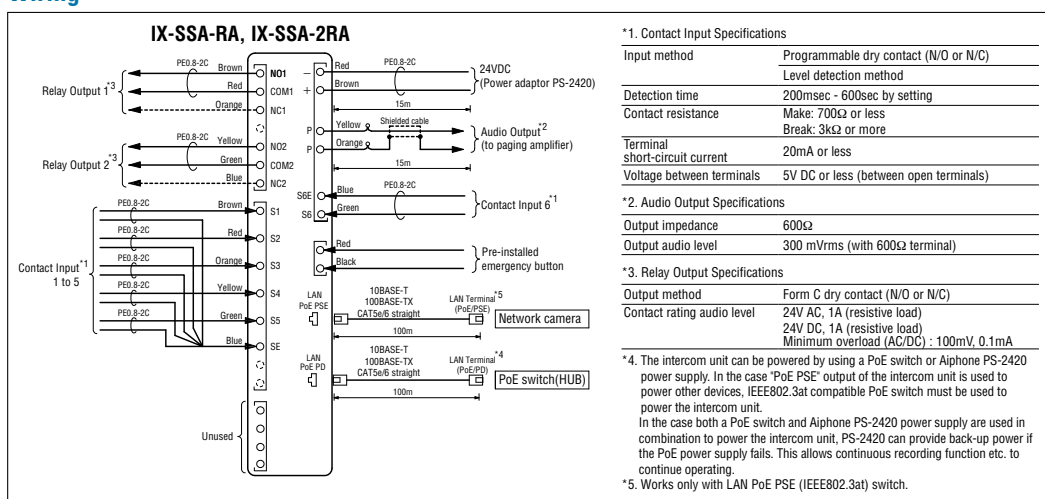 Wiring
IX-SSA-RA, IX-SSA-2RA
PE0.8-2C
Brown
NO1
Red
COM1
Orange
NC1
Relay Output 1*3
PE0.8-2C
Yellow
NO2
Green
COM2
Blue
NC2
Relay Output 2*3
PE0.8-2C
Brown
S1
PE0.8-2C
Red
S2
PE0.8-2C
Orange
S3
PE0.8-2C
Yellow
S4
PE0.8-2C
Green
S5
Blue
SE
Contact Input*1
1 to 5
Unused
Red
PE0.8-2C
−
Brown
+
24VDC
(Power adaptor PS-2420)
15m
P
Yellow
Shielded cable
P
Orange
Audio Output*2
(to paging amplifier)
15m
S6E
Blue
PE0.8-2C
S6
Green
Contact Input 6*1
Red
Black
Pre-installed
emergency button
LAN
PoE PSE
10BASE-T
100BASE-TX
CAT5e/6 straight
LAN Terminal*5
(PoE/PSE)
Network camera
100m
LAN
PoE PD
10BASE-T
100BASE-TX
CAT5e/6 straight
LAN Terminal*4
(PoE/PD)
PoE switch(HUB)
100m
*1. Contact Input Specifications
Input method Programmable dry contact (N/O or N/C)
Level detection method
Detection time 200msec - 600sec by setting
Contact resistance Make: 700Ω or less
Break: 3kΩ or more
Terminal
short-circuit current 20mA or less
Voltage between terminals 5V DC or less (between open terminals)
*2. Audio Output Specifications
Output impedance 600Ω
Output audio level 300 mVrms (with 600Ω terminal)
*3. Relay Output Specifications
Output method Form C dry contact (N/O or N/C)
Contact rating audio level 24V AC, 1A (resistive load)
24V DC, 1A (resistive load)
Minimum overload (AC/DC) : 100mV, 0.1mA
*4. The intercom unit can be powered by using a PoE switch or Aiphone PS-2420
power supply. In the case "PoE PSE" output of the intercom unit is used to
power other devices, IEEE802.3at compatible PoE switch must be used to
power the intercom unit.
In the case both a PoE switch and Aiphone PS-2420 power supply are used in
combination to power the intercom unit, PS-2420 can provide back-up power if
the PoE power supply fails. This allows continuous recording function etc. to
continue operating.
*5. Works only with LAN PoE PSE (IEEE802.3at) switch.